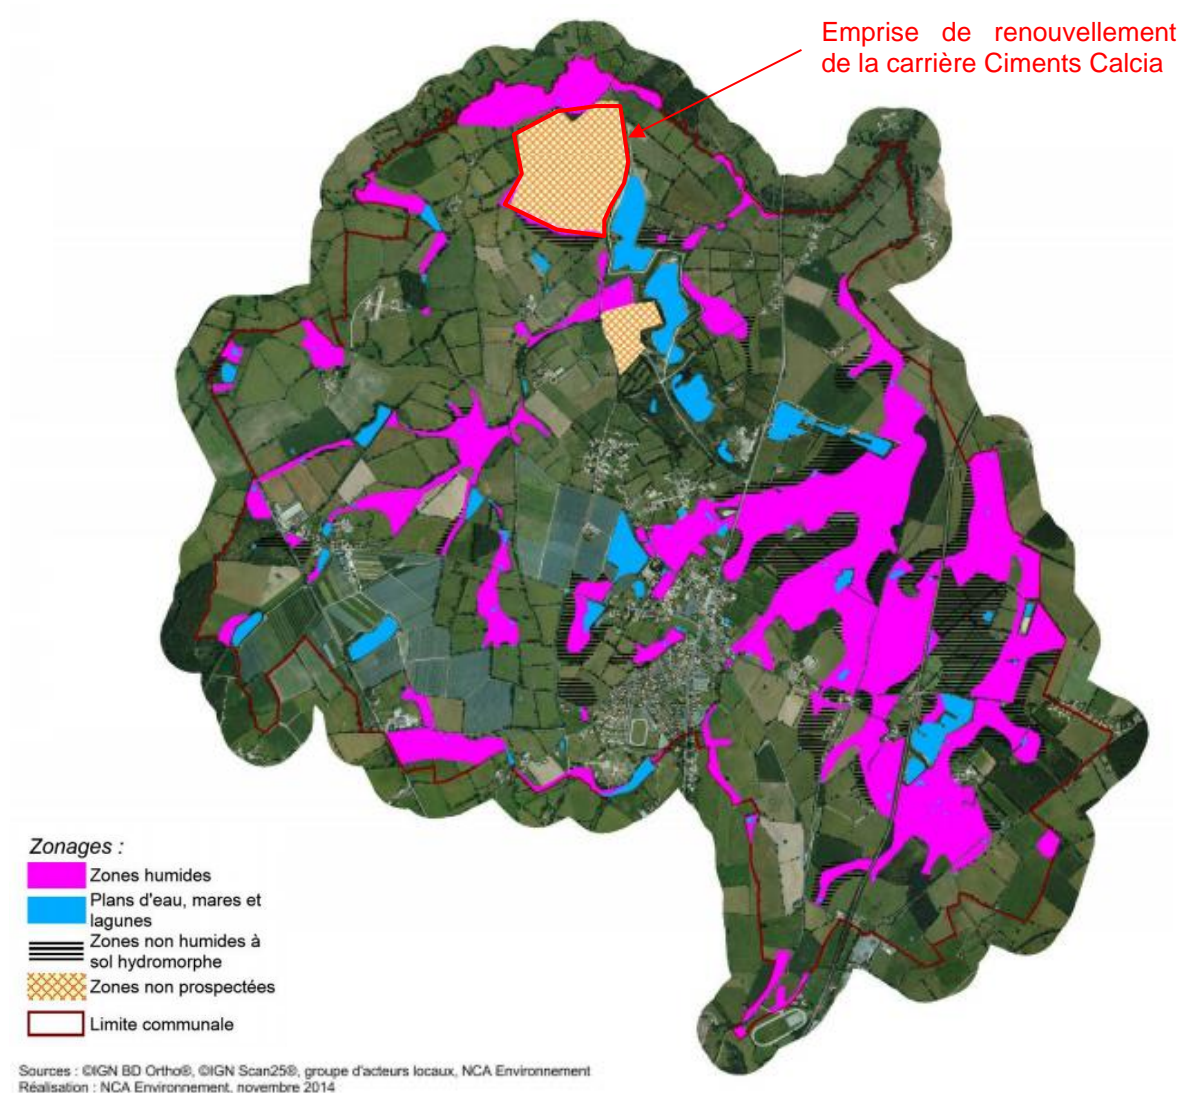 Emprise de renouvellement
de la carrière Ciments Calcia
Zonages :
Zones humides
Plans d'eau, mares et
lagunes
Zones non humides à
sol hydromorphe
Zones non prospectées
Limite communale
Sources : ©IGN BD Ortho®, ©IGN Scan25®, groupe d'acteurs locaux, NCA Environnement
Réalisation : NCA Environnement, novembre 2014